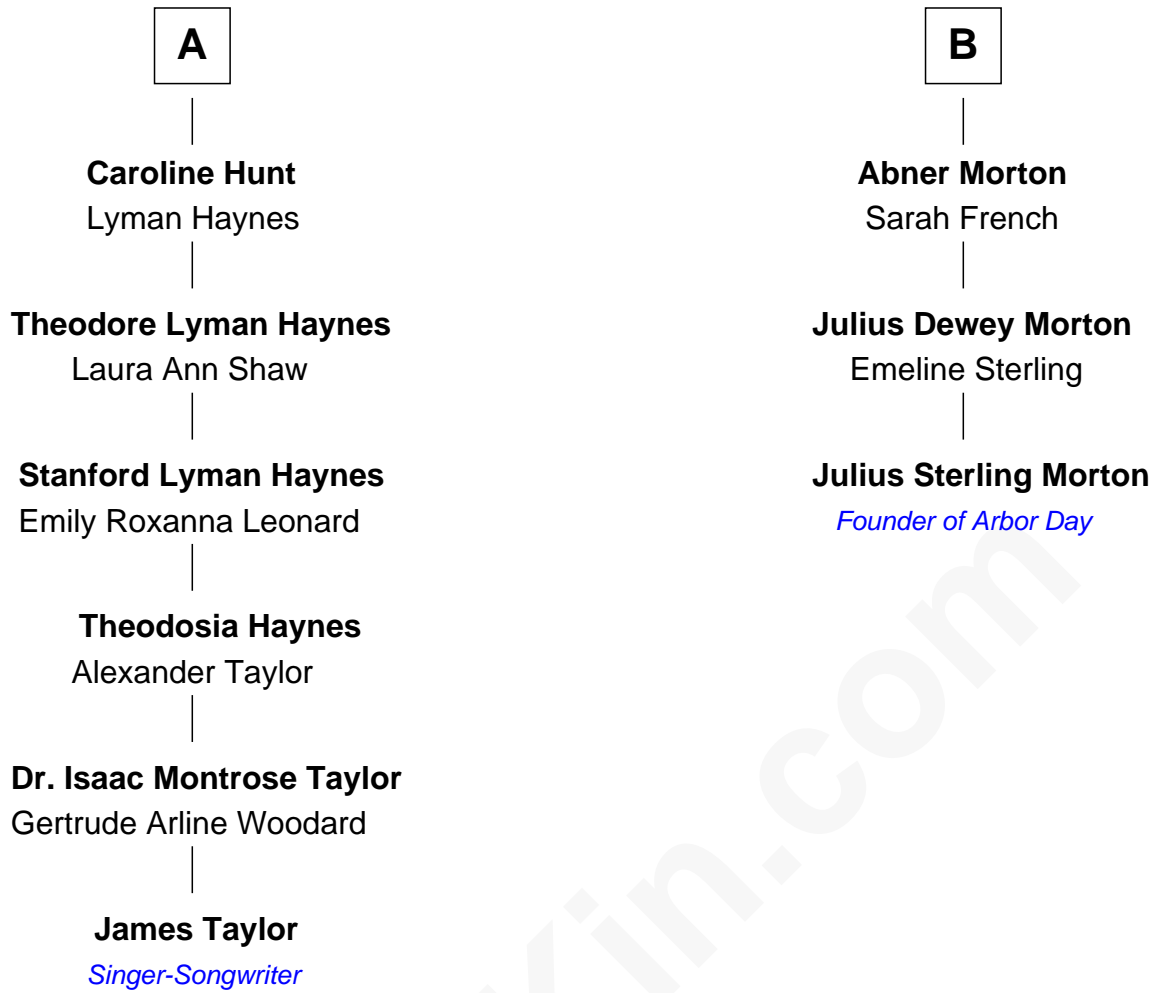 A
Caroline Hunt
Lyman Haynes
Theodore Lyman Haynes
Laura Ann Shaw
Stanford Lyman Haynes
Emily Roxanna Leonard
Theodosia Haynes
Alexander Taylor
Dr. Isaac Montrose Taylor
Gertrude Arline Woodard
James Taylor
Singer-Songwriter
B
Abner Morton
Sarah French
Julius Dewey Morton
Emeline Sterling
Julius Sterling Morton
Founder of Arbor Day
Kin.com